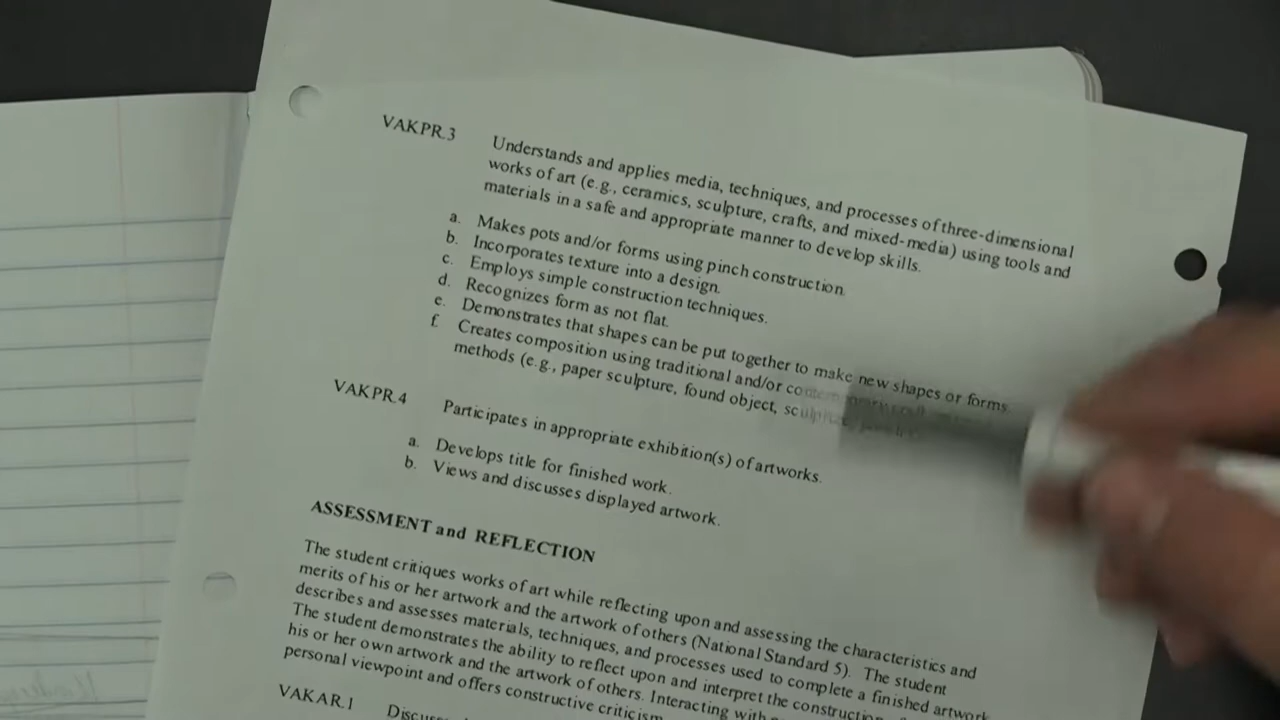 VAKPR.3 Understands and applies media, techniques, and processes of three-dimensional
works of art (e.g., ceramics, sculpture, crafts, and mixed-media) using tools and
materials in a safe and appropriate manner to develop skills.
a. Makes pots and/or forms using pinch construction.
b. Incorporates texture into a design.
c. Employs simple construction techniques.
d. Recognizes form as not flat.
e. Demonstrates that shapes can be put together to make new shapes or forms.
f. Creates composition using traditional and/or
methods (e.g., paper sculpture, found object,
VAKPR.4 Participates in appropriate exhibition(s) of artworks.
a. Develops title for finished work.
b. Views and discusses displayed artwork.
ASSESSMENT and REFLECTION
The student critiques works of art while reflecting upon and assessing the characteristics and
merits of his or her artwork and the artwork of others (National Standard 5). The student
describes and assesses materials, techniques, and processes used to complete a finished artwork
The student demonstrates the ability to reflect upon and interpret the
his or her own artwork and the artwork of others. Interacting with
personal viewpoint and offers constructive criticism
VAKAR.1